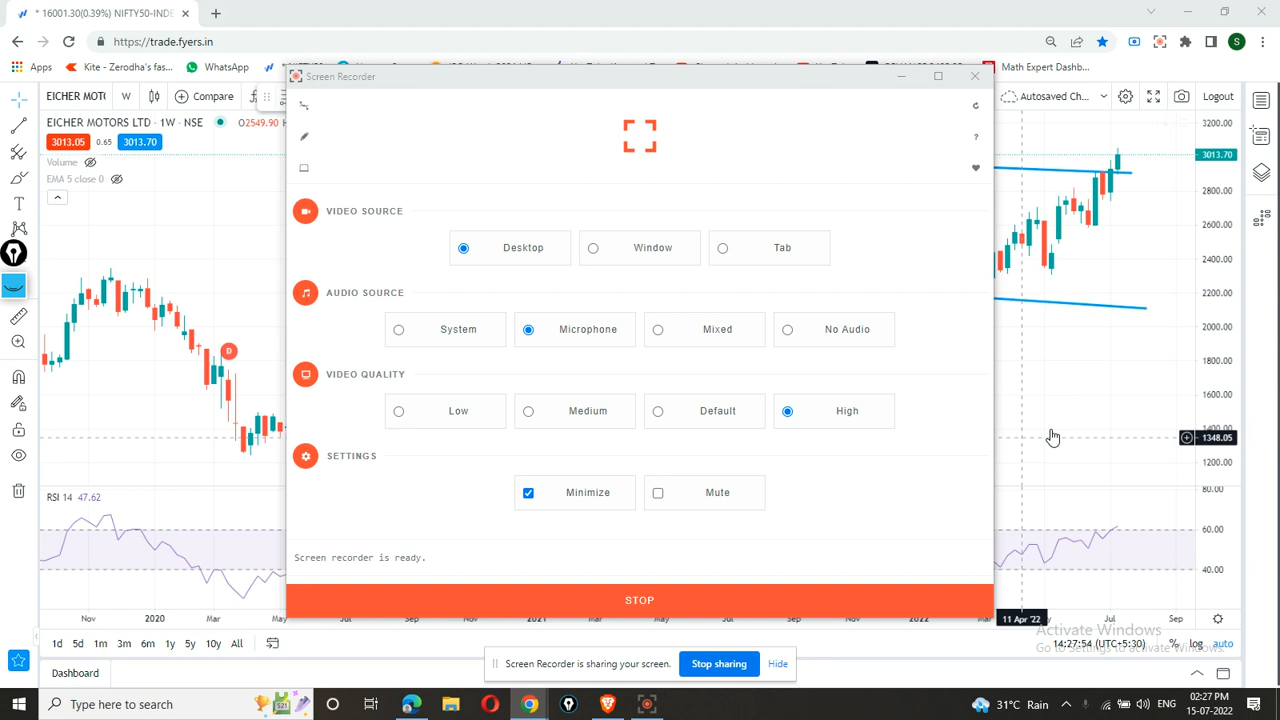 * 16001.30(0.39%) NIFTY50-INDE
https://trade.fyers.in
S
Apps
Kite - Zerodha's fas...
WhatsApp
Math Expert Dashb...
Screen Recorder
EICHER MOTO
W
Compare
Autosaved Ch...
Logout
EICHER MOTORS LTD · 1W · NSE
O2549.90
3013.05
0.65
3013.70
Volume
EMA 5 close 0
?
VIDEO SOURCE
Desktop
Window
Tab
AUDIO SOURCE
System
Microphone
Mixed
No Audio
VIDEO QUALITY
Low
Medium
Default
High
SETTINGS
Minimize
Mute
Screen recorder is ready.
STOP
D
T
RSI 14 47.62
3200.00
3013.70
2800.00
2600.00
2400.00
2200.00
2000.00
1800.00
1600.00
1400.00
1348.05
1200.00
80.00
60.00
40.00
Nov
2020
Mar
May
Jul
Sep
Nov
2021
Mar
May
Jul
Sep
Nov
2022
Mar
11 Apr '22
Jul
Sep
1d 5d 1m 3m 6m 1y 5y 10y All
14:27:54 (UTC+5:30)
% log auto
Activate Windows
Go to Settings to activate Windows.
Screen Recorder is sharing your screen.
Stop sharing
Hide
Dashboard
Type here to search
31°C Rain
ENG
02:27 PM
15-07-2022